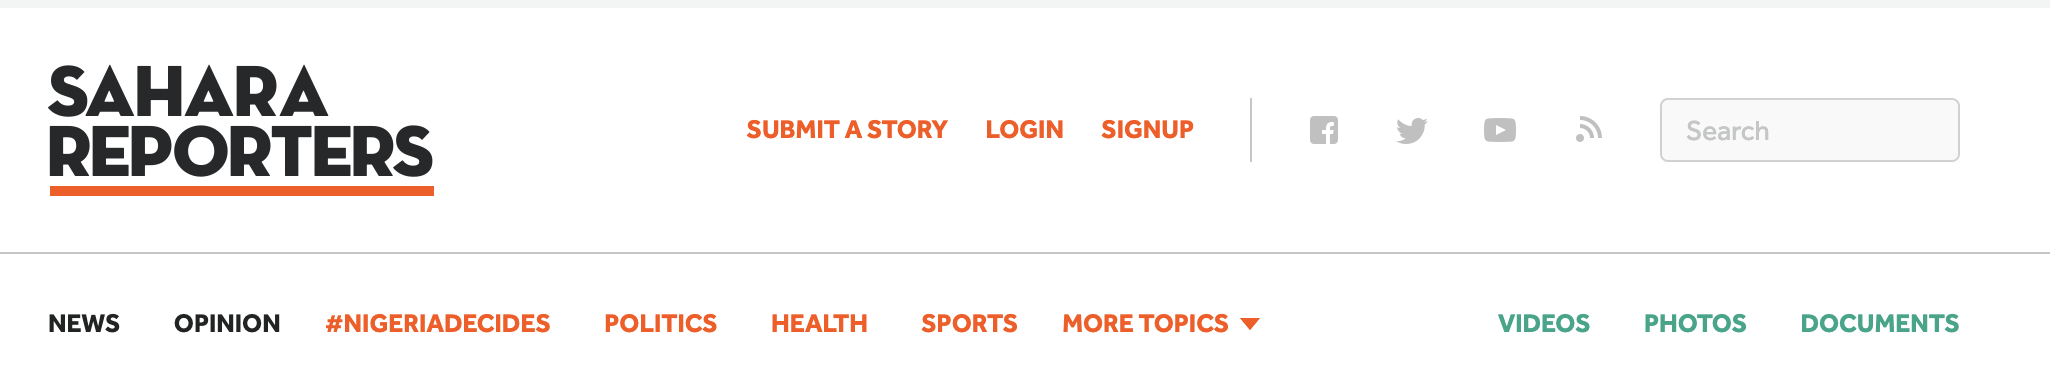 SAHARA
REPORTERS
SUBMIT A STORY LOGIN SIGNUP Search
NEWS OPINION #NIGERIADECIDES POLITICS HEALTH SPORTS MORE TOPICS VIDEOS PHOTOS DOCUMENTS